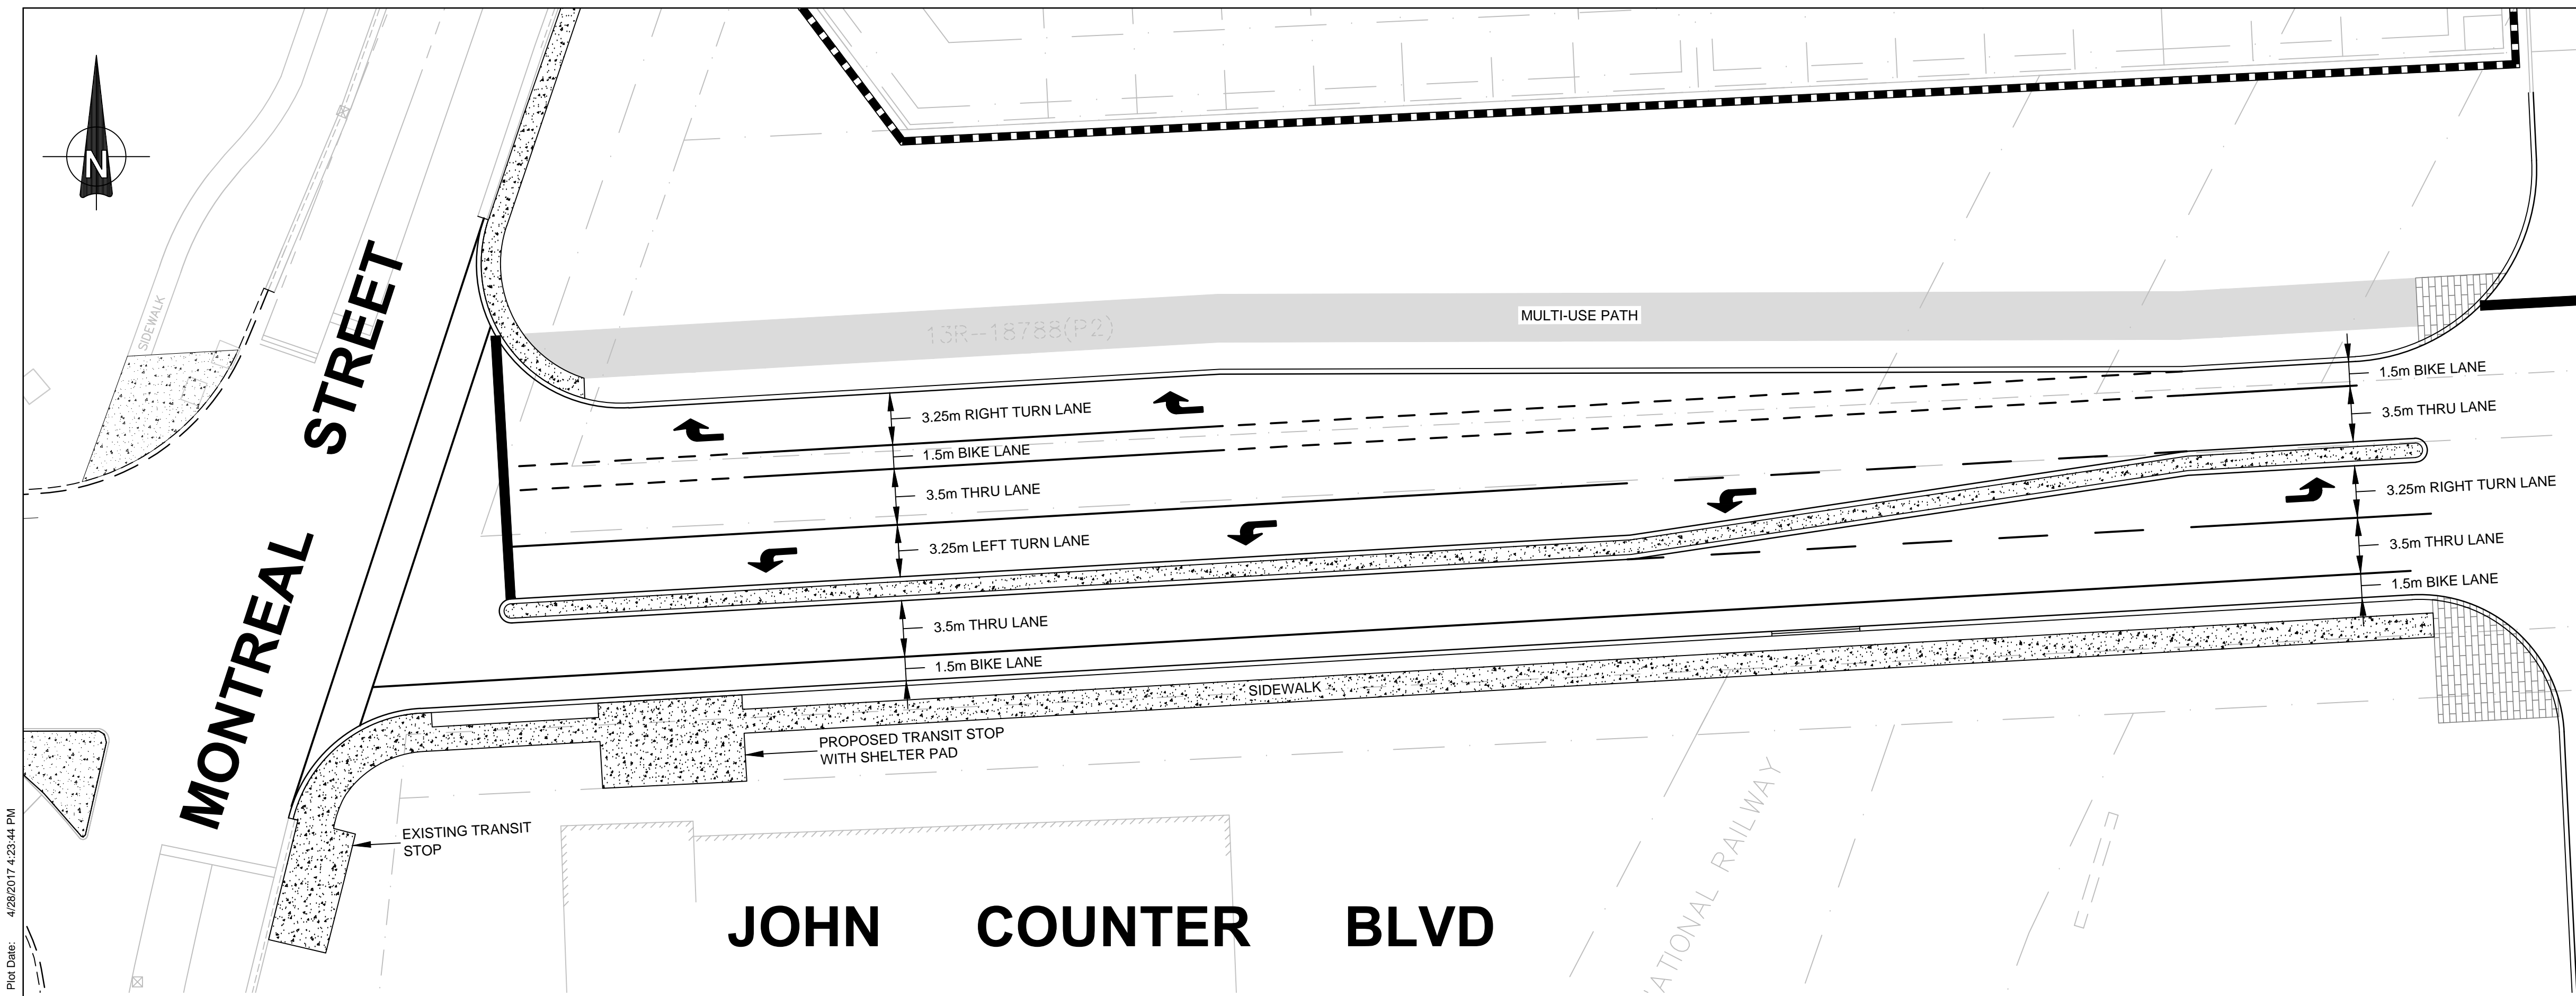 N
SIDEWALK
MONTREAL STREET
13R-18788(P2)
MULTI-USE PATH
3.25m RIGHT TURN LANE
1.5m BIKE LANE
3.5m THRU LANE
3.25m LEFT TURN LANE
3.5m THRU LANE
1.5m BIKE LANE
1.5m BIKE LANE
3.5m THRU LANE
3.25m RIGHT TURN LANE
3.5m THRU LANE
1.5m BIKE LANE
SIDEWALK
PROPOSED TRANSIT STOP
WITH SHELTER PAD
EXISTING TRANSIT
STOP
JOHN COUNTER BLVD
RAILWAY
Plot Date: 4/28/2017 4:23:44 PM